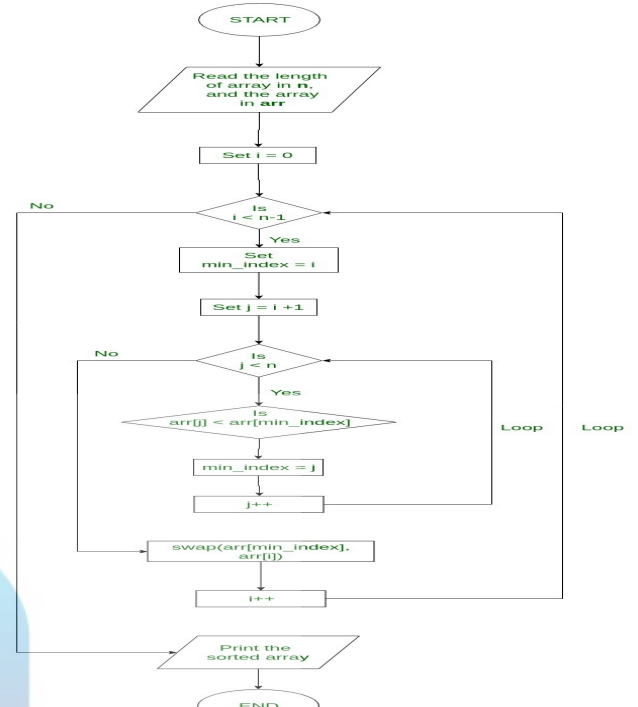 START
Read the length
of array in n,
and the array
in arr
Set i = 0
No
Is
i < n-1
Yes
Set
min_index = i
Set j = i +1
No
Is
j < n
Yes
Is
arr[j] < arr[min_index]
Loop
Loop
min_index = j
j++
swap(arr[min_index],
arr[i])
i++
Print the
sorted array
END